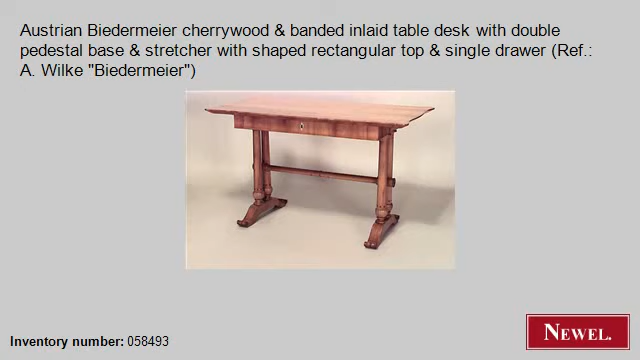 Austrian Biedermeier cherrywood & banded inlaid table desk with double
pedestal base & stretcher with shaped rectangular top & single drawer (Ref.:
A. Wilke "Biedermeier")
Inventory number: 058493
NEWEL.